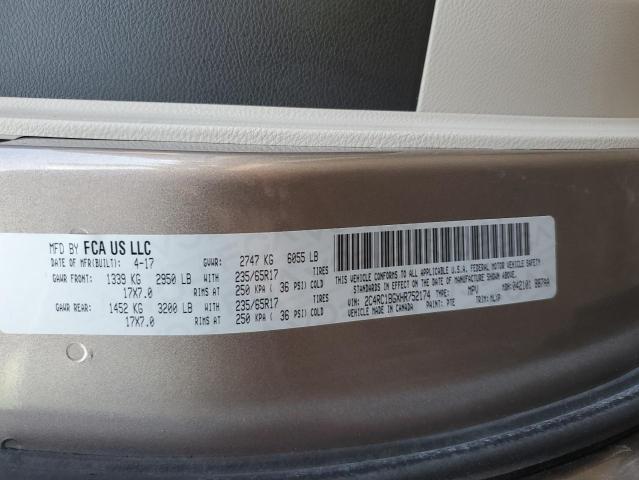 MFD BY FCA US LLC
DATE OF MFR(BUILT): 4-17 GVWR: 2747 KG 6055 LB
GAWR FRONT: 1339 KG 2950 LB WITH 235/65R17 TIRES
17X7.0 RIMS AT 250 KPA ( 36 PSI) COLD
GAWR REAR: 1452 KG 3200 LB WITH 235/65R17 TIRES
17X7.0 RIMS AT 250 KPA ( 36 PSI) COLD
THIS VEHICLE CONFORMS TO ALL APPLICABLE U.S.A. FEDERAL MOTOR VEHICLE SAFETY
STANDARDS IN EFFECT ON THE DATE OF MANUFACTURE SHOWN ABOVE.
VIN: 2C4RC1BGXHR752174 TYPE: MPV MDH: 042101
VEHICLE MADE IN CANADA PAINT: PTE TRIM: MLXP